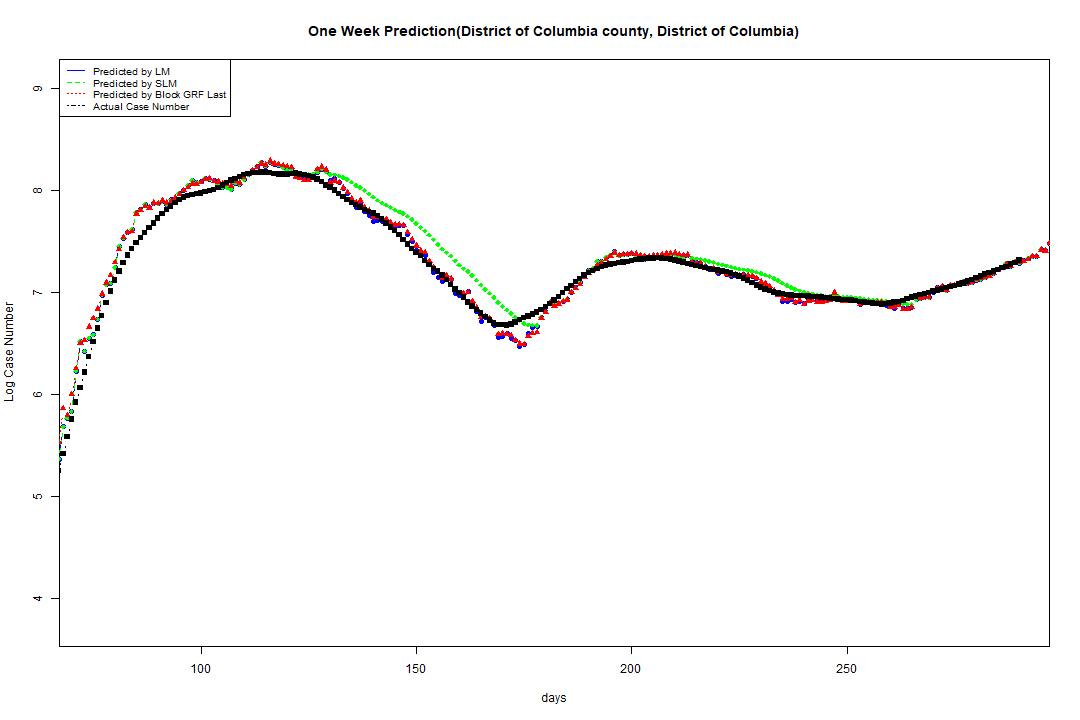 One Week Prediction(District of Columbia county, District of Columbia)
Predicted by LM
Predicted by SLM
Predicted by Block GRF Last
Actual Case Number
9
8
7
6
5
4
Log Case Number
100 150 200 250
days